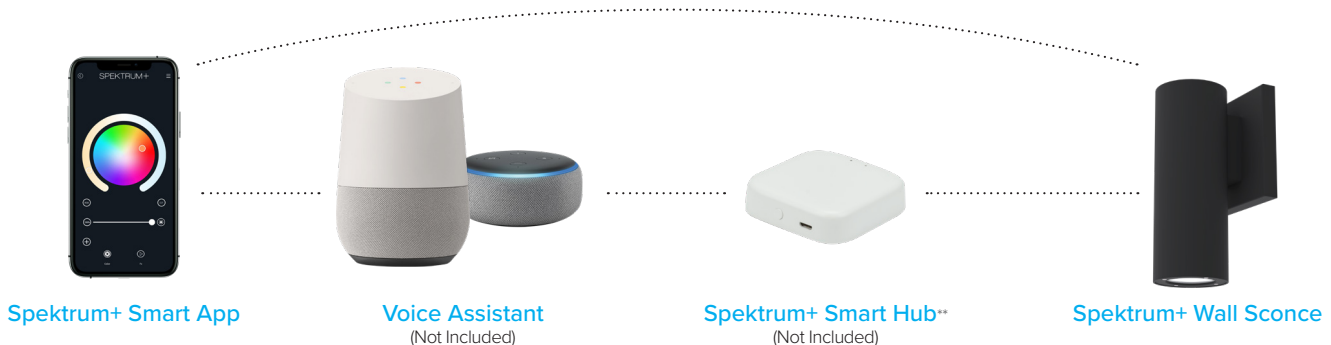 SPEKTRUM+
Spektrum+ Smart App
Voice Assistant
(Not Included)
Spektrum+ Smart Hub**
(Not Included)
Spektrum+ Wall Sconce